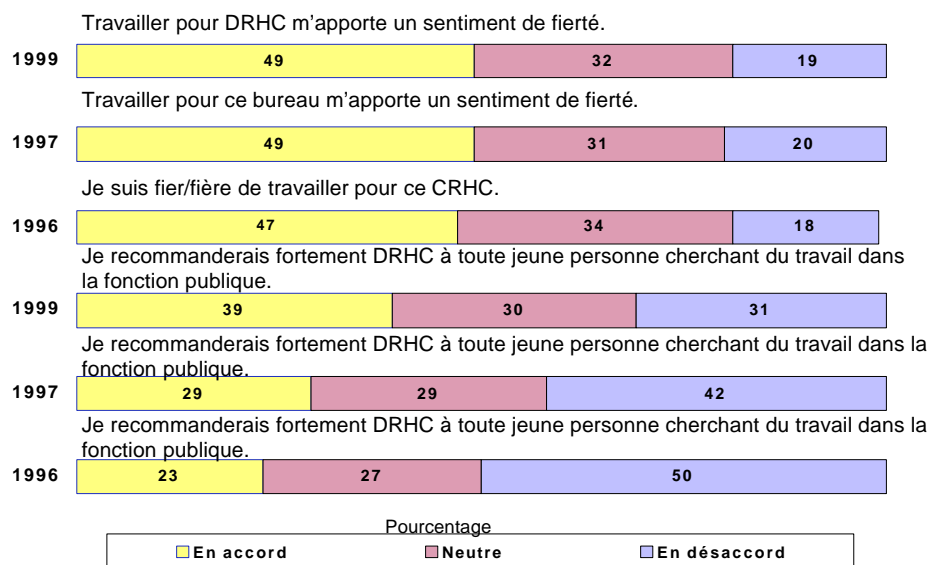 Travailler pour DRHC m’apporte un sentiment de fierté.
1999 49 32 19
Travailler pour ce bureau m’apporte un sentiment de fierté.
1997 49 31 20
Je suis fier/fière de travailler pour ce CRHC.
1996 47 34 18
Je recommanderais fortement DRHC à toute jeune personne cherchant du travail dans
la fonction publique.
1999 39 30 31
Je recommanderais fortement DRHC à toute jeune personne cherchant du travail dans la
fonction publique.
1997 29 29 42
Je recommanderais fortement DRHC à toute jeune personne cherchant du travail dans la
fonction publique.
1996 23 27 50
Pourcentage
En accord Neutre En désaccord